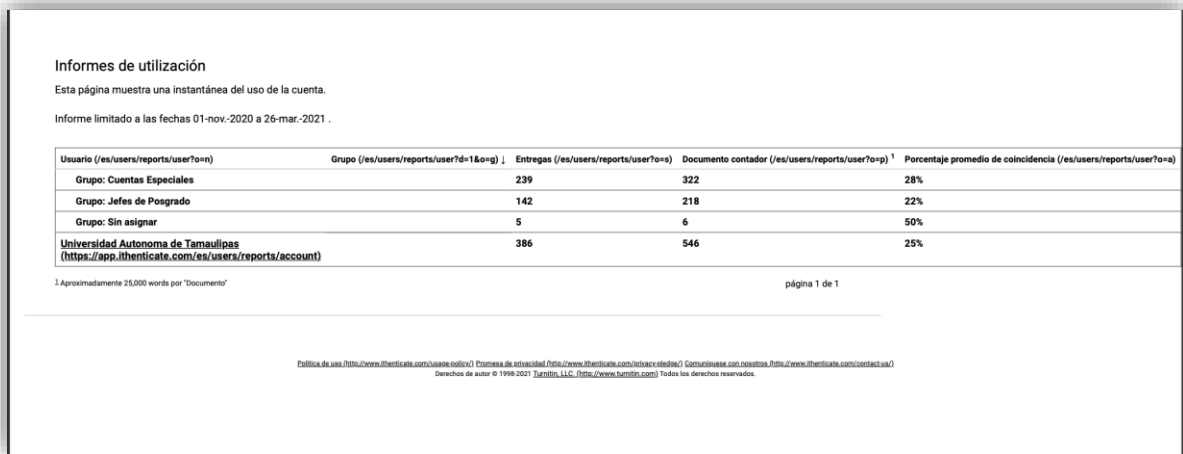 Informes de utilización
Esta página muestra una instantánea del uso de la cuenta.
Informe limitado a las fechas 01-nov.-2020 a 26-mar.-2021 .
Usuario (/es/users/reports/user?o=n) Grupo (/es/users/reports/user?d=1&o=g) ↓ Entregas (/es/users/reports/user?o=s) Documento contador (/es/users/reports/user?o=p) 1 Porcentaje promedio de coincidencia (/es/users/reports/user?o=a)
Grupo: Cuentas Especiales 239 322 28%
Grupo: Jefes de Posgrado 142 218 22%
Grupo: Sin asignar 5 6 50%
Universidad Autonoma de Tamaulipas 386 546 25%
(https://app.ithenticate.com/es/users/reports/account)
1 Aproximadamente 25,000 words por "Documento" página 1 de 1
Política de uso (http://www.ithenticate.com/usage-policy/) Promesa de privacidad (http://www.ithenticate.com/privacy-pledge/) Comuníquese con nosotros (http://www.ithenticate.com/contact-us/)
Derechos de autor © 1998-2021 Turnitin, LLC. (http://www.turnitin.com) Todos los derechos reservados.